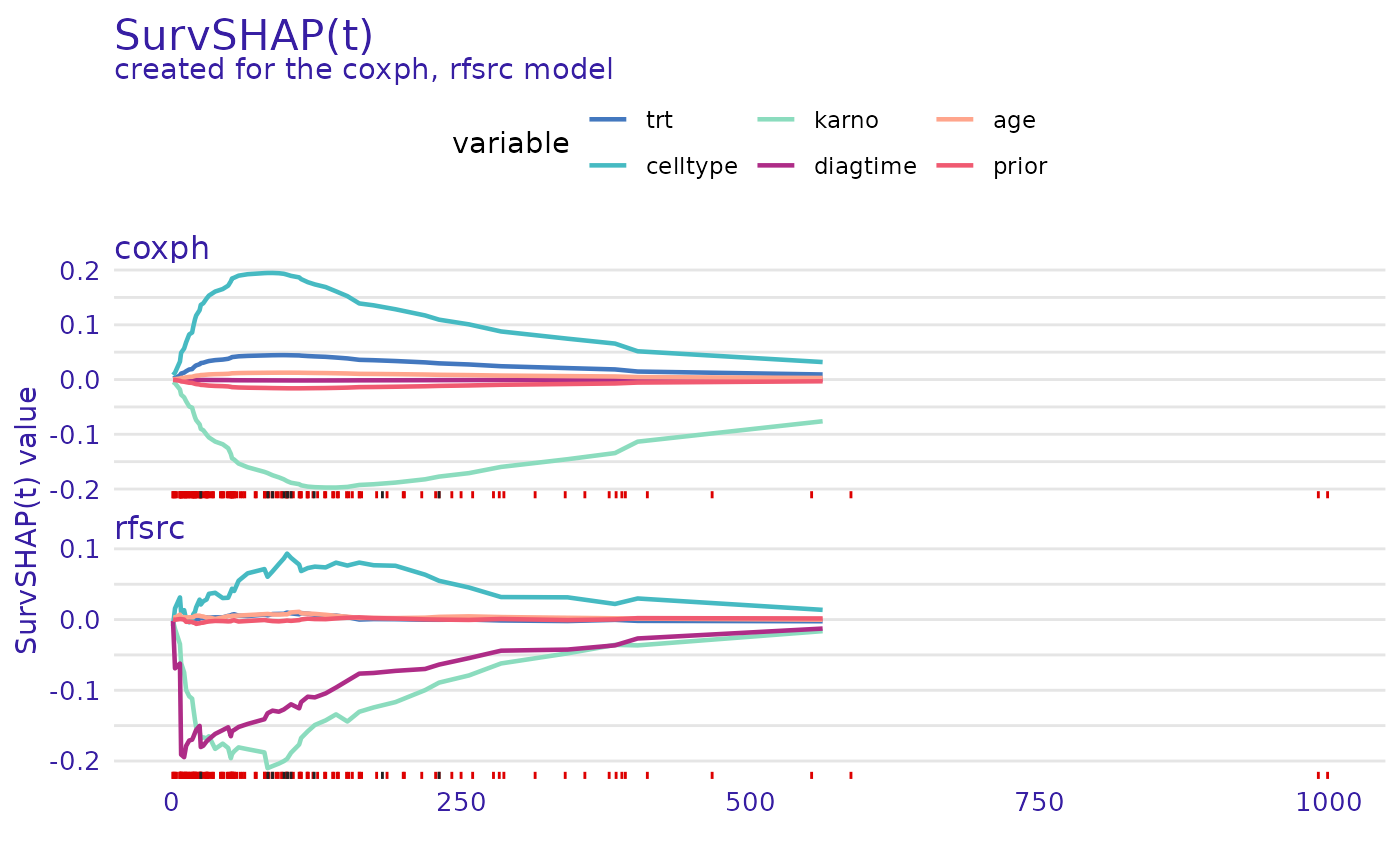 SurvSHAP(t)
created for the coxph, rfsrc model
variable
trt
karno
age
celltype
diagtime
prior
SurvSHAP(t) value
coxph
0.2
0.1
0.0
-0.1
-0.2
rfsrc
0.1
0.0
-0.1
-0.2
0
250
500
750
1000